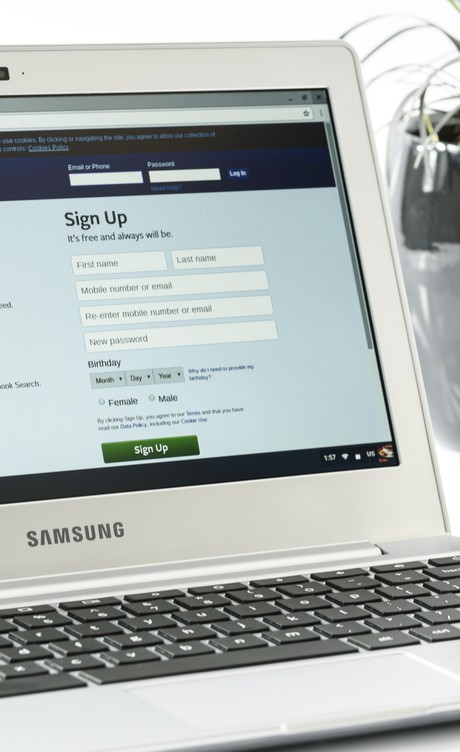 use cookies. By clicking or navigating the site, you agree to allow our collection of
controls: Cookies Policy
Email or Phone
Password
Log In
Need help?
Sign Up
It's free and always will be.
First name
Last name
Mobile number or email
eed.
Re-enter mobile number or email
New password
Birthday
Month Day Year
Why do I need to provide my
birthday?
ook Search.
Female Male
By clicking Sign Up, you agree to our Terms and that you have
read our Data Policy, including our Cookie Use.
Sign Up
1:57 US
SAMSUNG